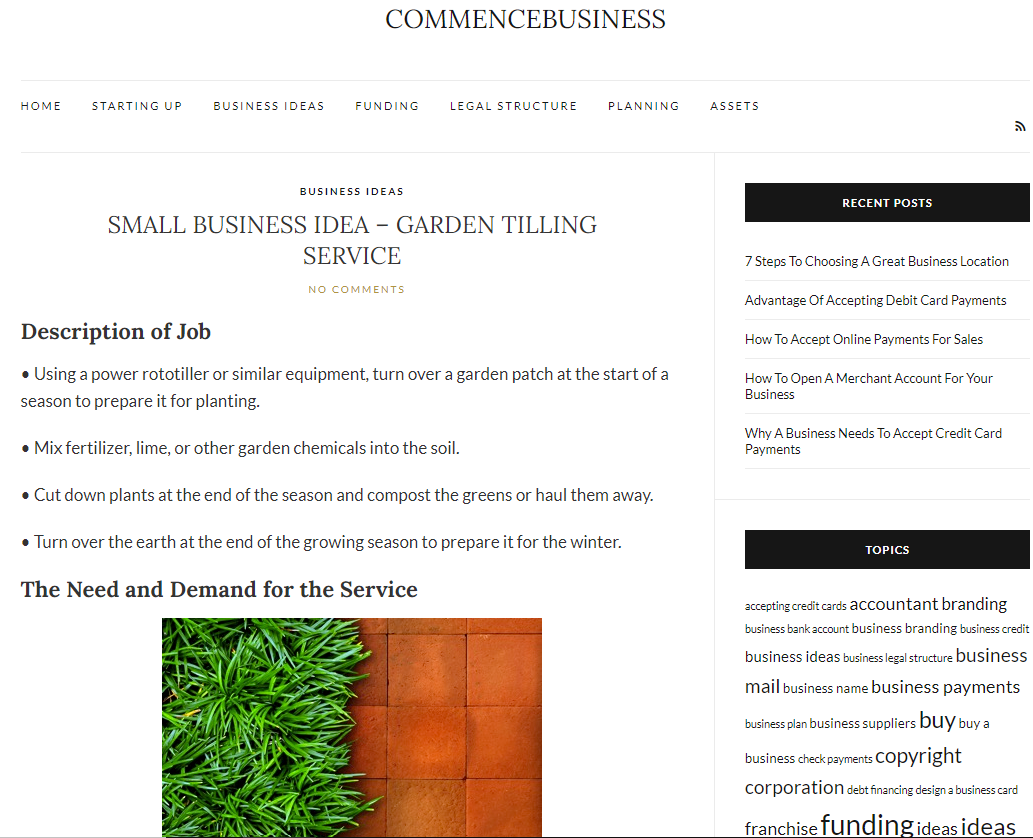 COMMENCEBUSINESS
HOME STARTING UP BUSINESS IDEAS FUNDING LEGAL STRUCTURE PLANNING ASSETS
BUSINESS IDEAS
SMALL BUSINESS IDEA – GARDEN TILLING
SERVICE
NO COMMENTS
Description of Job
• Using a power rototiller or similar equipment, turn over a garden patch at the start of a
season to prepare it for planting.
• Mix fertilizer, lime, or other garden chemicals into the soil.
• Cut down plants at the end of the season and compost the greens or haul them away.
• Turn over the earth at the end of the growing season to prepare it for the winter.
The Need and Demand for the Service
RECENT POSTS
7 Steps To Choosing A Great Business Location
Advantage Of Accepting Debit Card Payments
How To Accept Online Payments For Sales
How To Open A Merchant Account For Your
Business
Why A Business Needs To Accept Credit Card
Payments
TOPICS
accepting credit cards accountant branding
business bank account business branding business credit
business ideas business legal structure business
mail business name business payments
business plan business suppliers buy buy a
business check payments copyright
corporation debt financing design a business card
franchise funding ideas ideas